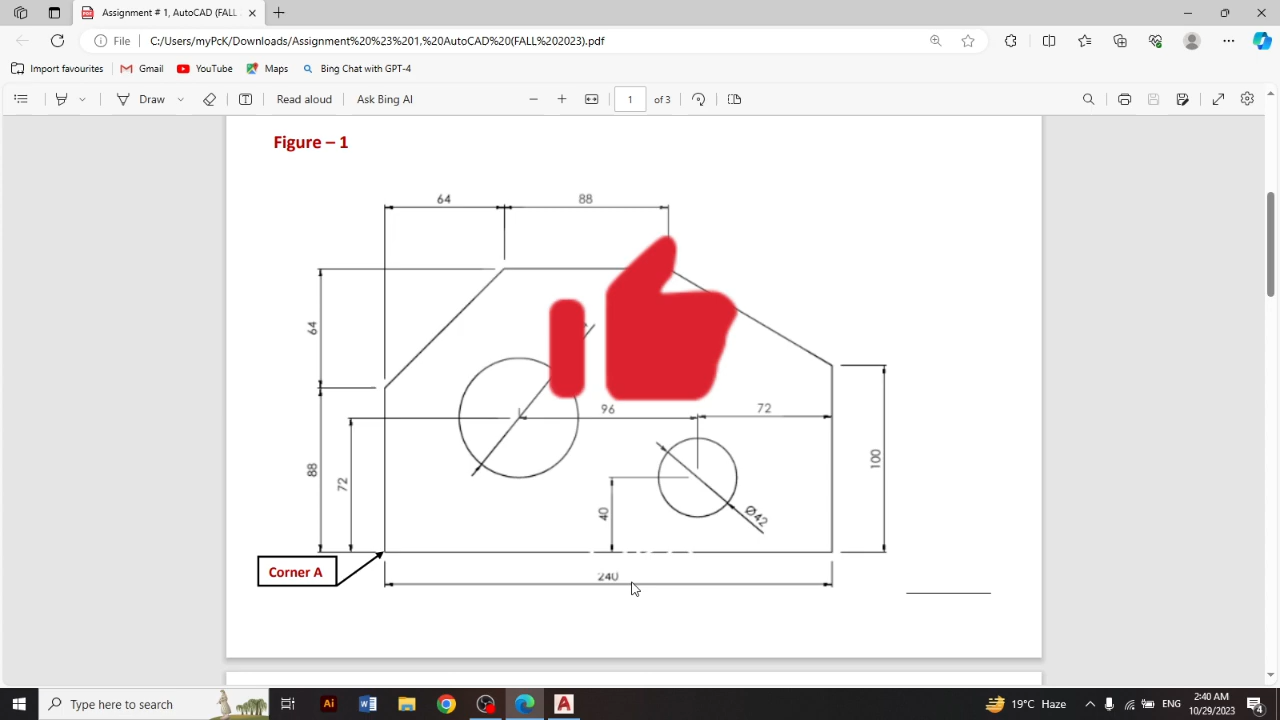 Assignment # 1, AutoCAD (FALL
File C:/Users/myPcK/Downloads/Assignment%20%23%201,%20AutoCAD%20(FALL%202023).pdf
Import favourites Gmail YouTube Maps Bing Chat with GPT-4
Draw Read aloud Ask Bing AI 1 of 3
Figure – 1
64 88
64
96 72
88
72
100
40
Ø42
Corner A
240
Type here to search
Ai
W
A
19°C Haze
ENG
2:40 AM
10/29/2023
4